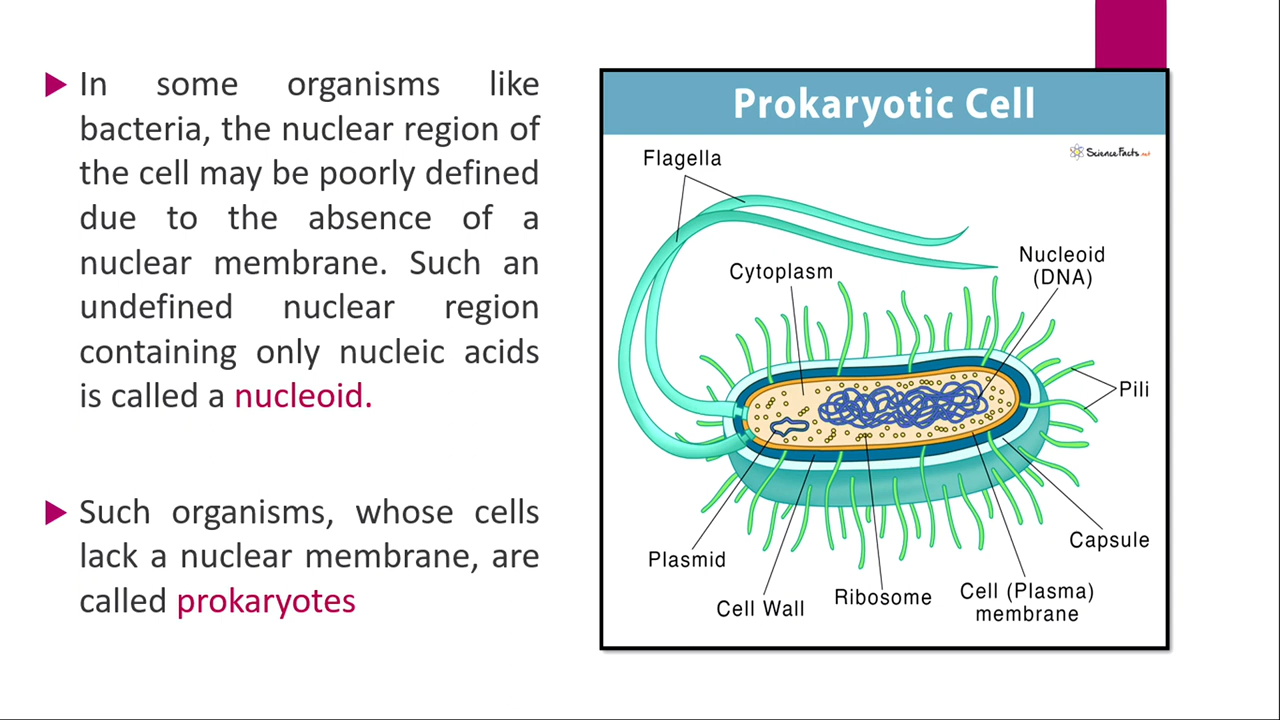 In some organisms like
bacteria, the nuclear region of
the cell may be poorly defined
due to the absence of a
nuclear membrane. Such an
undefined nuclear region
containing only nucleic acids
is called a nucleoid.
Such organisms, whose cells
lack a nuclear membrane, are
called prokaryotes
Prokaryotic Cell
ScienceFacts.net
Flagella
Cytoplasm
Nucleoid
(DNA)
Pili
Capsule
Plasmid
Cell Wall
Ribosome
Cell (Plasma)
membrane